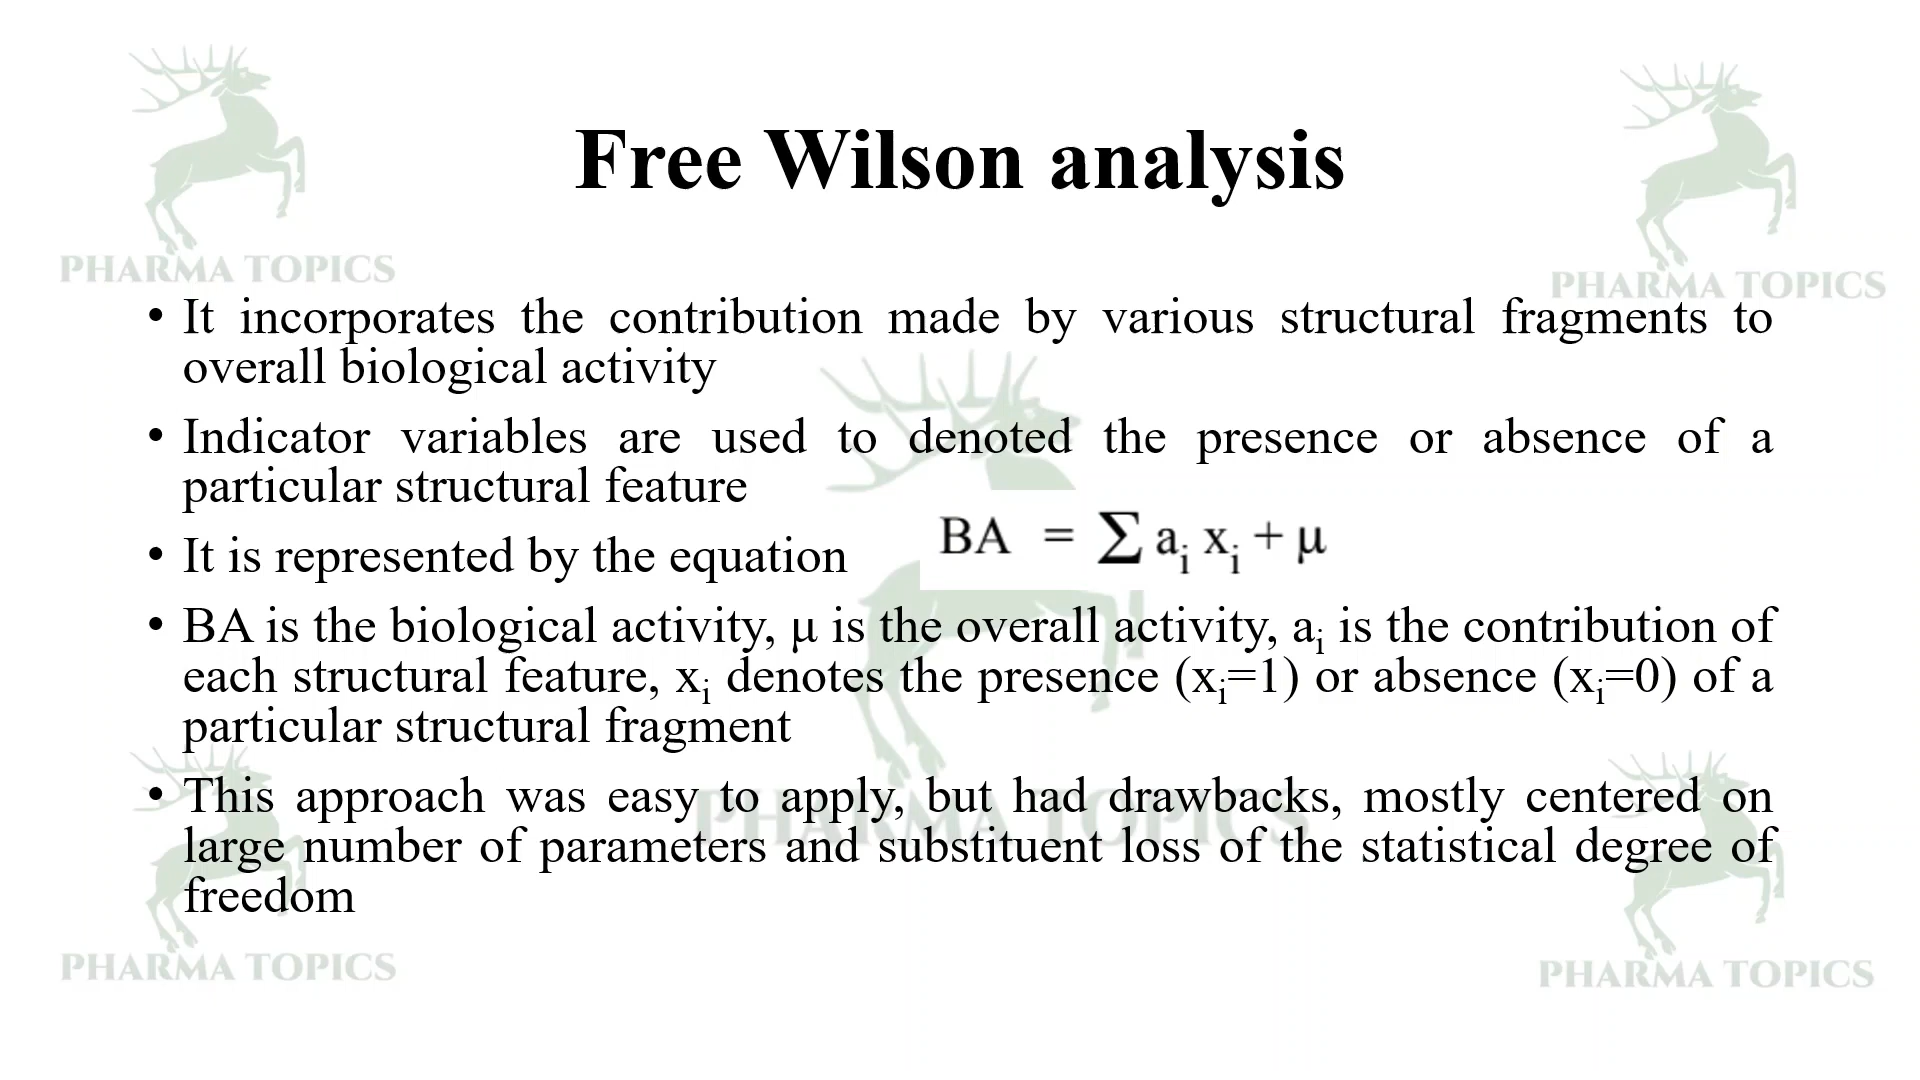 Free Wilson analysis
PHARMA TOPICS
PHARMA TOPICS
• It incorporates the contribution made by various structural fragments to
overall biological activity
• Indicator variables are used to denoted the presence or absence of a
particular structural feature
• It is represented by the equation BA = ∑ aᵢ xᵢ + μ
• BA is the biological activity, μ is the overall activity, aᵢ is the contribution of
each structural feature, xᵢ denotes the presence (xᵢ=1) or absence (xᵢ=0) of a
particular structural fragment
• This approach was easy to apply, but had drawbacks, mostly centered on
large number of parameters and substituent loss of the statistical degree of
freedom
PHARMA TOPICS
PHARMA TOPICS
PHARMA TOPICS